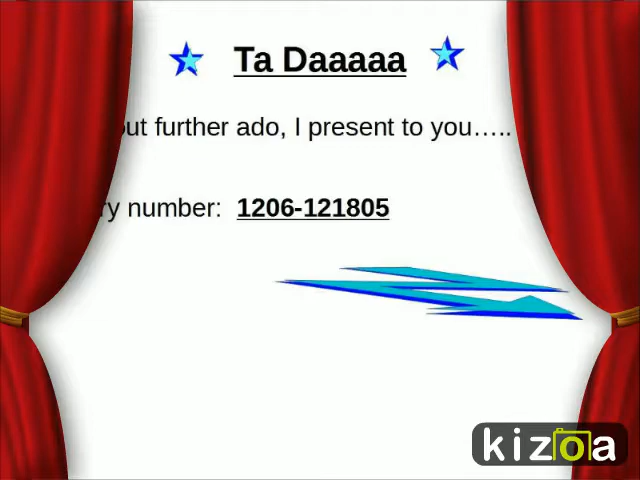 Ta Daaaaa
out further ado, I present to you…..
ry number: 1206-121805
kizoa